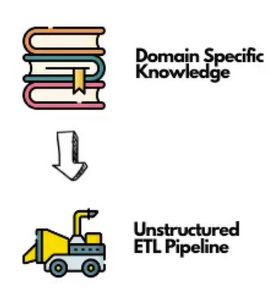 Domain Specific
Knowledge
Unstructured
ETL Pipeline